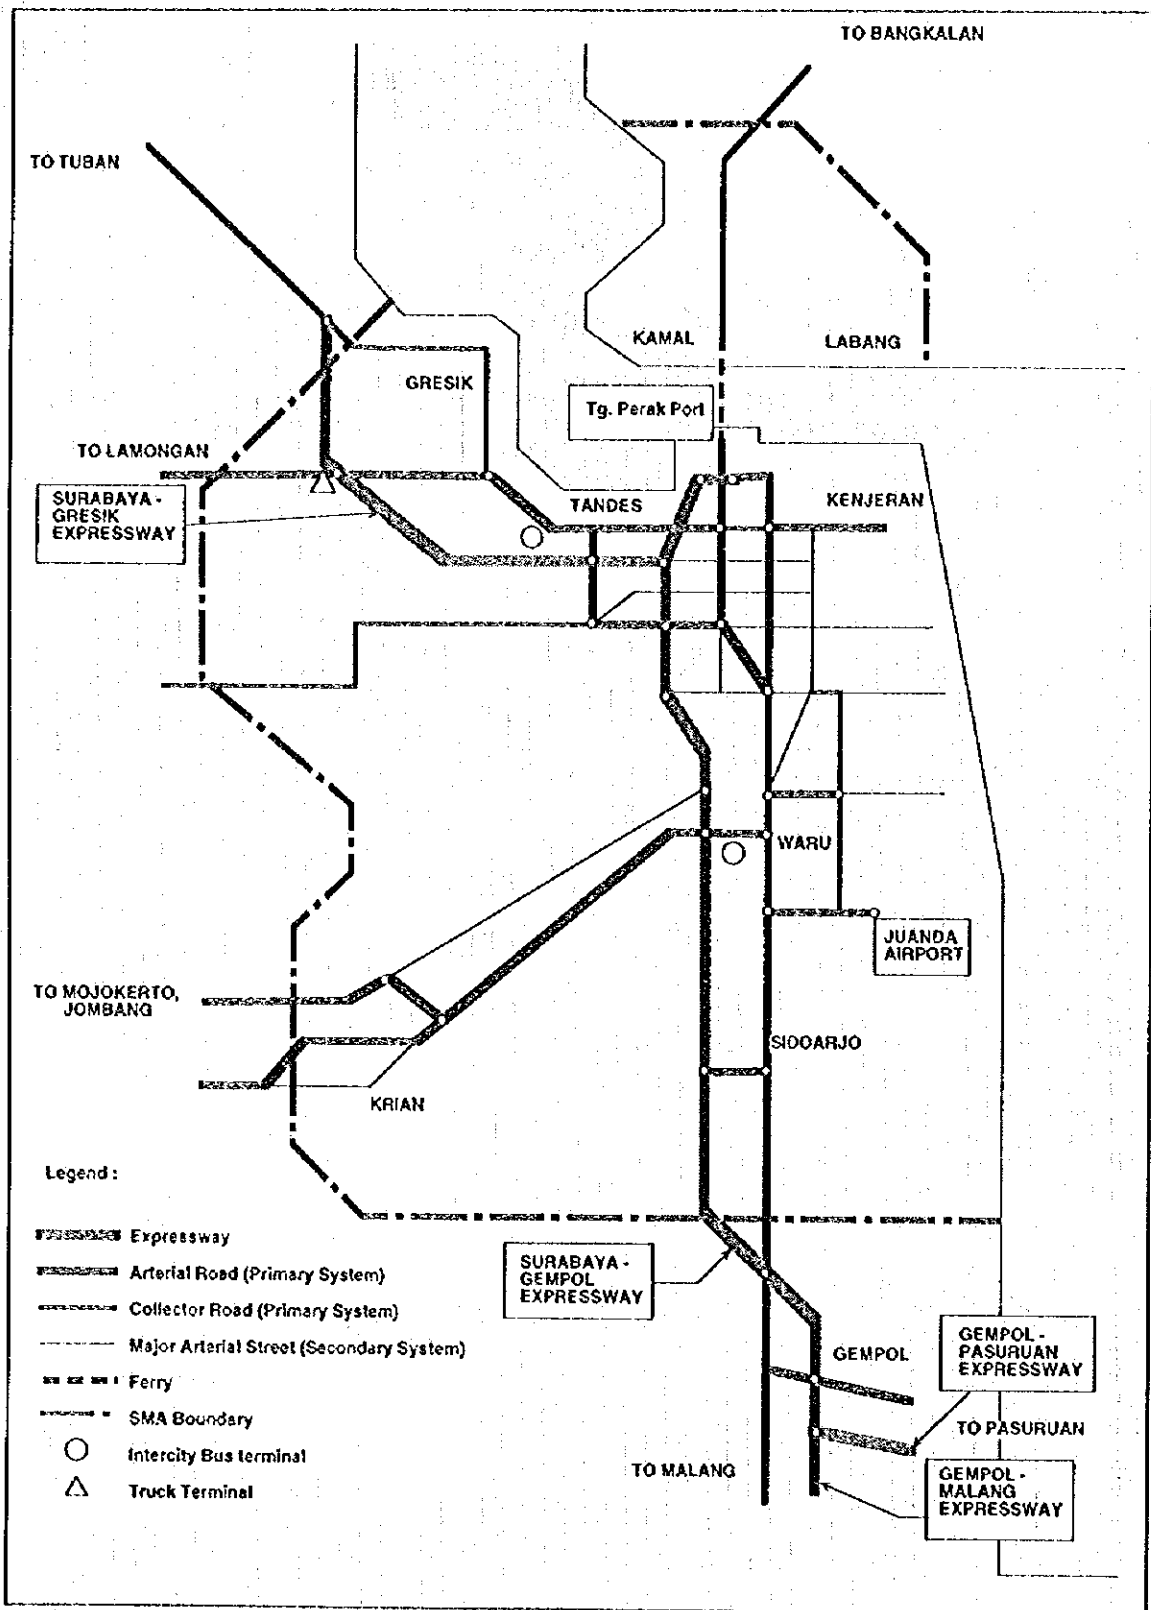 TO BANGKALAN
TO TUBAN
KAMAL
LABANG
GRESIK
Tg. Perak Port
TO LAMONGAN
SURABAYA -
GRESIK
EXPRESSWAY
TANDES
KENJERAN
WARU
JUANDA
AIRPORT
TO MOJOKERTO,
JOMBANG
SIDOARJO
KRIAN
Legend :
Expressway
Arterial Road (Primary System)
Collector Road (Primary System)
Major Arterial Street (Secondary System)
Ferry
SMA Boundary
Intercity Bus terminal
Truck Terminal
SURABAYA -
GEMPOL
EXPRESSWAY
GEMPOL
GEMPOL -
PASURUAN
EXPRESSWAY
TO PASURUAN
TO MALANG
GEMPOL -
MALANG
EXPRESSWAY